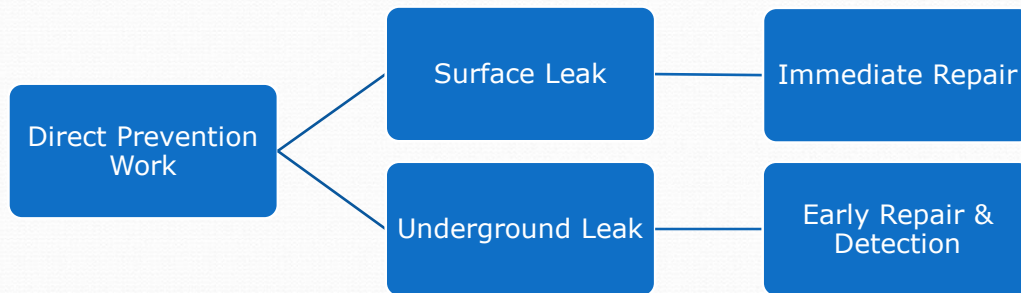 Direct Prevention
Work
Surface Leak
Immediate Repair
Underground Leak
Early Repair &
Detection